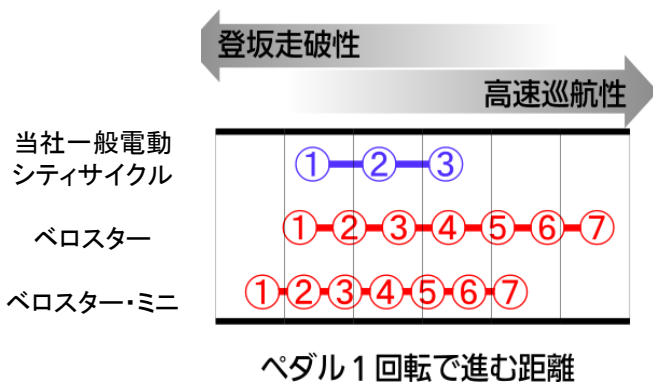 登坂走破性
高速巡航性
当社一般電動
シティサイクル
①②③
ベロスター
①②③④⑤⑥⑦
ベロスター・ミニ
①②③④⑤⑥⑦
ペダル1回転で進む距離